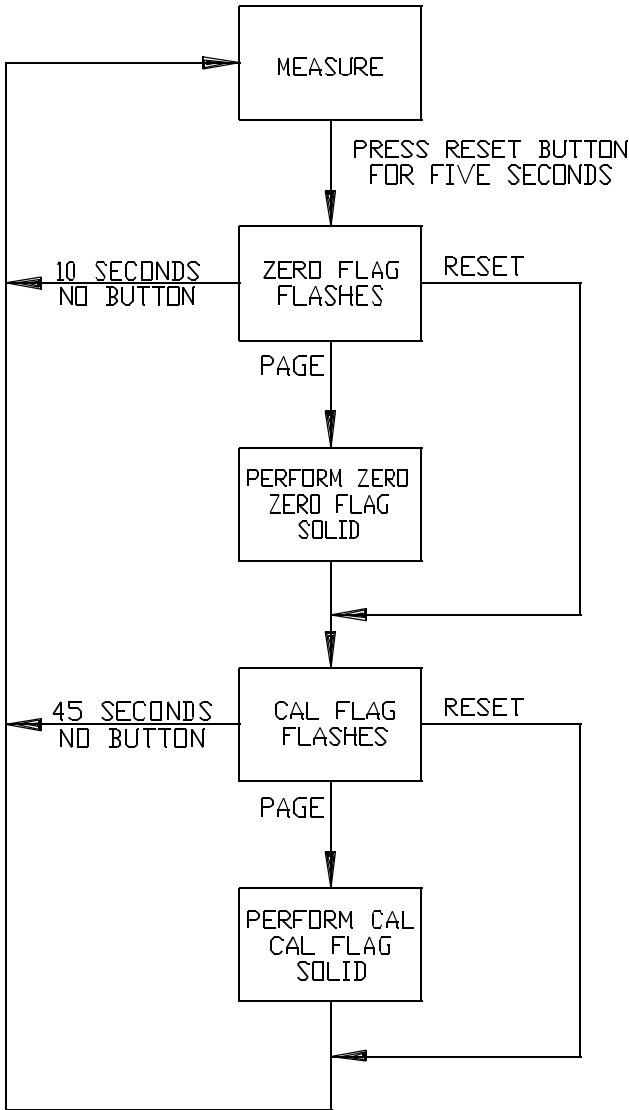 MEASURE
PRESS RESET BUTTON
FOR FIVE SECONDS
10 SECONDS
NO BUTTON
ZERO FLAG
FLASHES
RESET
PAGE
PERFORM ZERO
ZERO FLAG
SOLID
45 SECONDS
NO BUTTON
CAL FLAG
FLASHES
RESET
PAGE
PERFORM CAL
CAL FLAG
SOLID